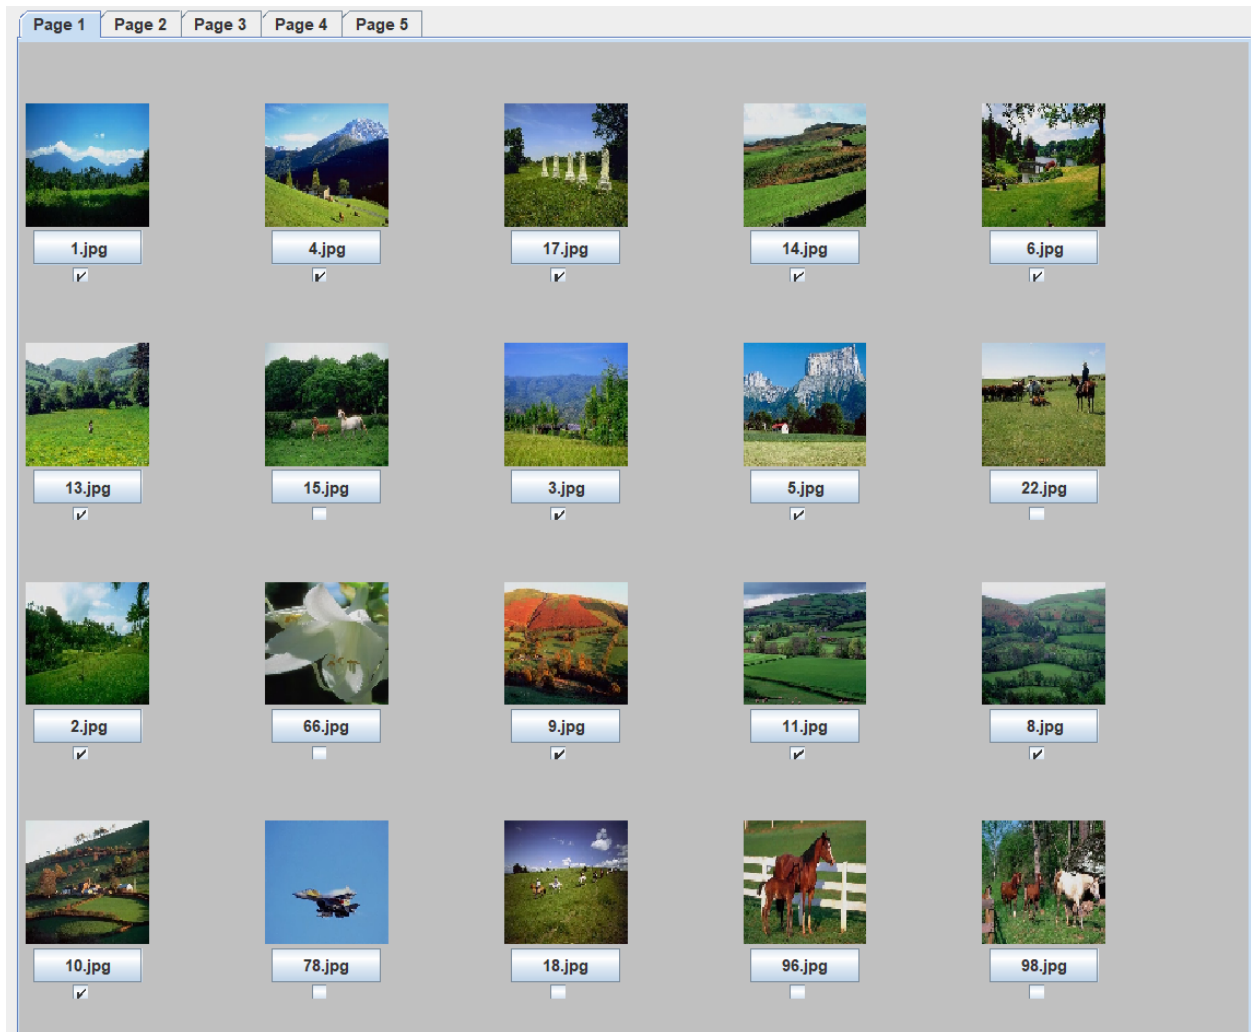 Page 1 Page 2 Page 3 Page 4 Page 5
1.jpg 4.jpg 17.jpg 14.jpg 6.jpg
13.jpg 15.jpg 3.jpg 5.jpg 22.jpg
2.jpg 66.jpg 9.jpg 11.jpg 8.jpg
10.jpg 78.jpg 18.jpg 96.jpg 98.jpg